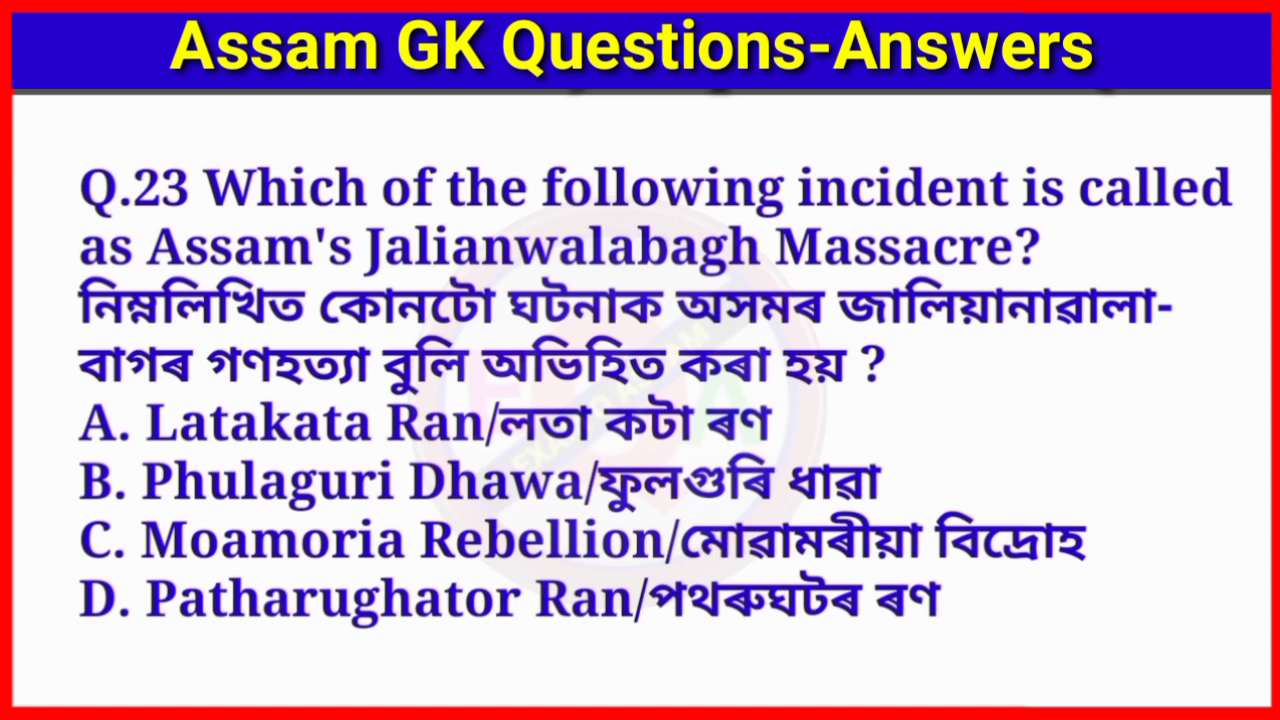 Assam GK Questions-Answers
Q.23 Which of the following incident is called
as Assam's Jalianwalabagh Massacre?
নিম্নলিখিত কোনটো ঘটনাক অসমৰ জালিয়ানাৱালা-
বাগৰ গণহত্যা বুলি অভিহিত কৰা হয় ?
A. Latakata Ran/লতা কটা ৰণ
B. Phulaguri Dhawa/ফুলগুৰি ধাৱা
C. Moamoria Rebellion/মোৱামৰীয়া বিদ্ৰোহ
D. Patharughator Ran/পথৰুঘটৰ ৰণ